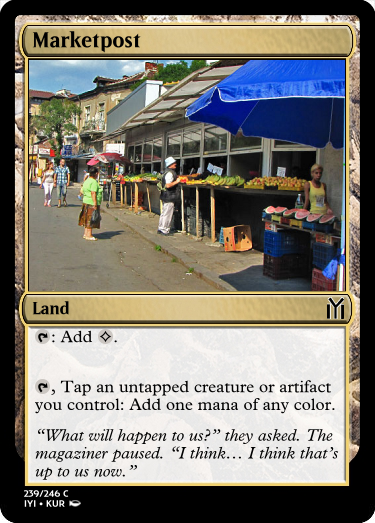 Marketpost
Land
: Add .
, Tap an untapped creature or artifact
you control: Add one mana of any color.
“What will happen to us?” they asked. The
magaziner paused. “I think… I think that’s
up to us now.”
239/246 C
IYI • KUR